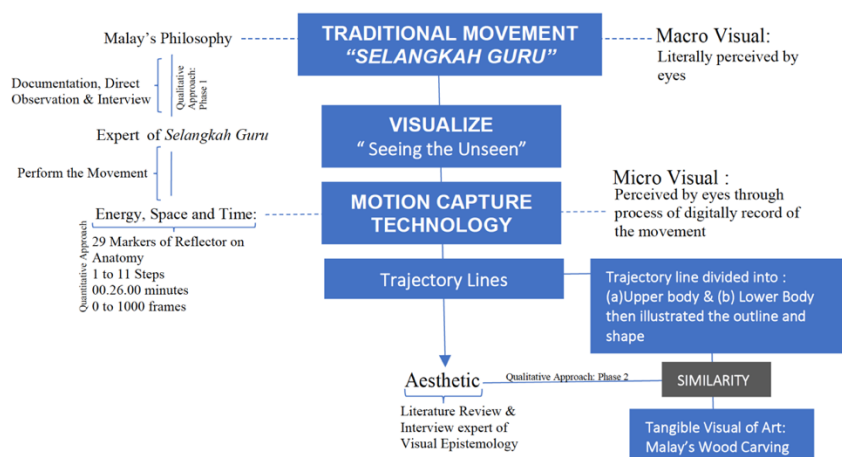 TRADITIONAL MOVEMENT
"SELANGKAH GURU"
Malay's Philosophy
Macro Visual:
Literally perceived by
eyes
Documentation, Direct
Observation & Interview
Qualitative
Approach:
Phase 1
VISUALIZE
" Seeing the Unseen"
Expert of Selangkah Guru
Perform the Movement
Micro Visual :
Perceived by eyes through
process of digitally record of
the movement
MOTION CAPTURE
TECHNOLOGY
Energy, Space and Time:
Quantitative Approach
29 Markers of Reflector on
Anatomy
1 to 11 Steps
00.26.00 minutes
0 to 1000 frames
Trajectory Lines
Trajectory line divided into :
(a)Upper body & (b) Lower Body
then illustrated the outline and
shape
Aesthetic
Qualitative Approach: Phase 2
SIMILARITY
Literature Review &
Interview expert of
Visual Epistemology
Tangible Visual of Art:
Malay's Wood Carving